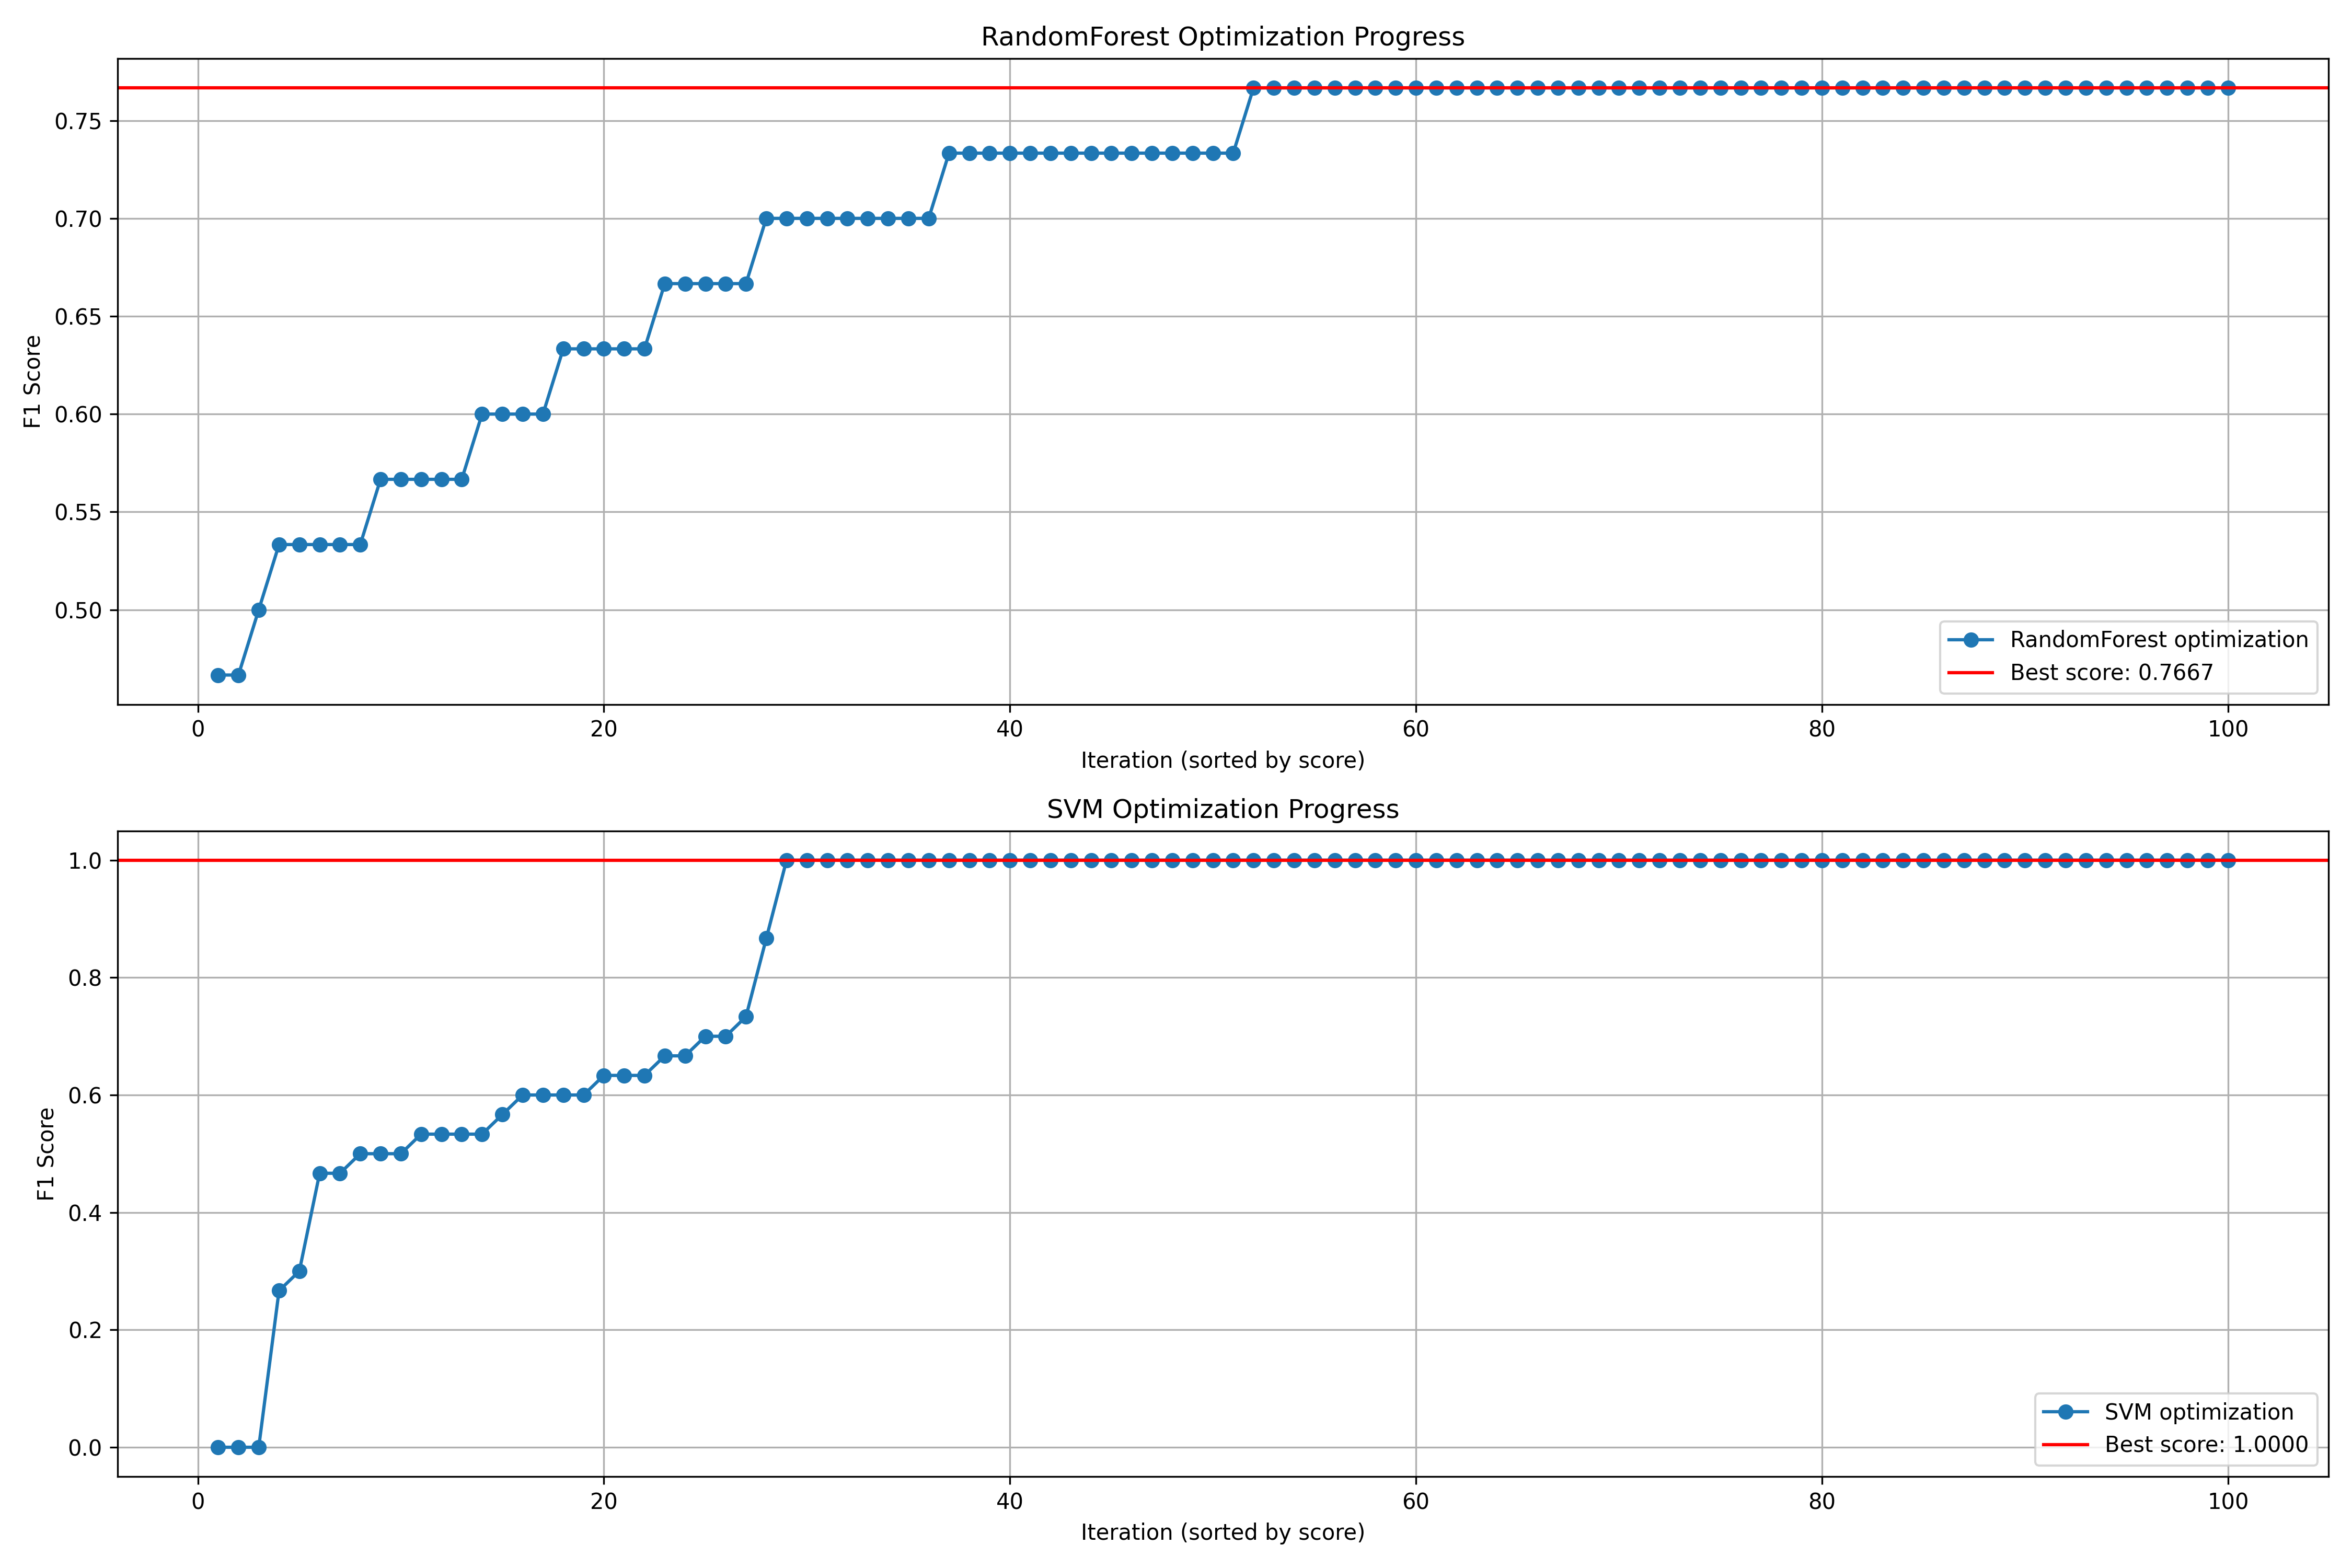 RandomForest Optimization Progress
F1 Score
0.75
0.70
0.65
0.60
0.55
0.50
RandomForest optimization
Best score: 0.7667
0 20 40 60 80 100
Iteration (sorted by score)
SVM Optimization Progress
F1 Score
1.0
0.8
0.6
0.4
0.2
0.0
SVM optimization
Best score: 1.0000
0 20 40 60 80 100
Iteration (sorted by score)